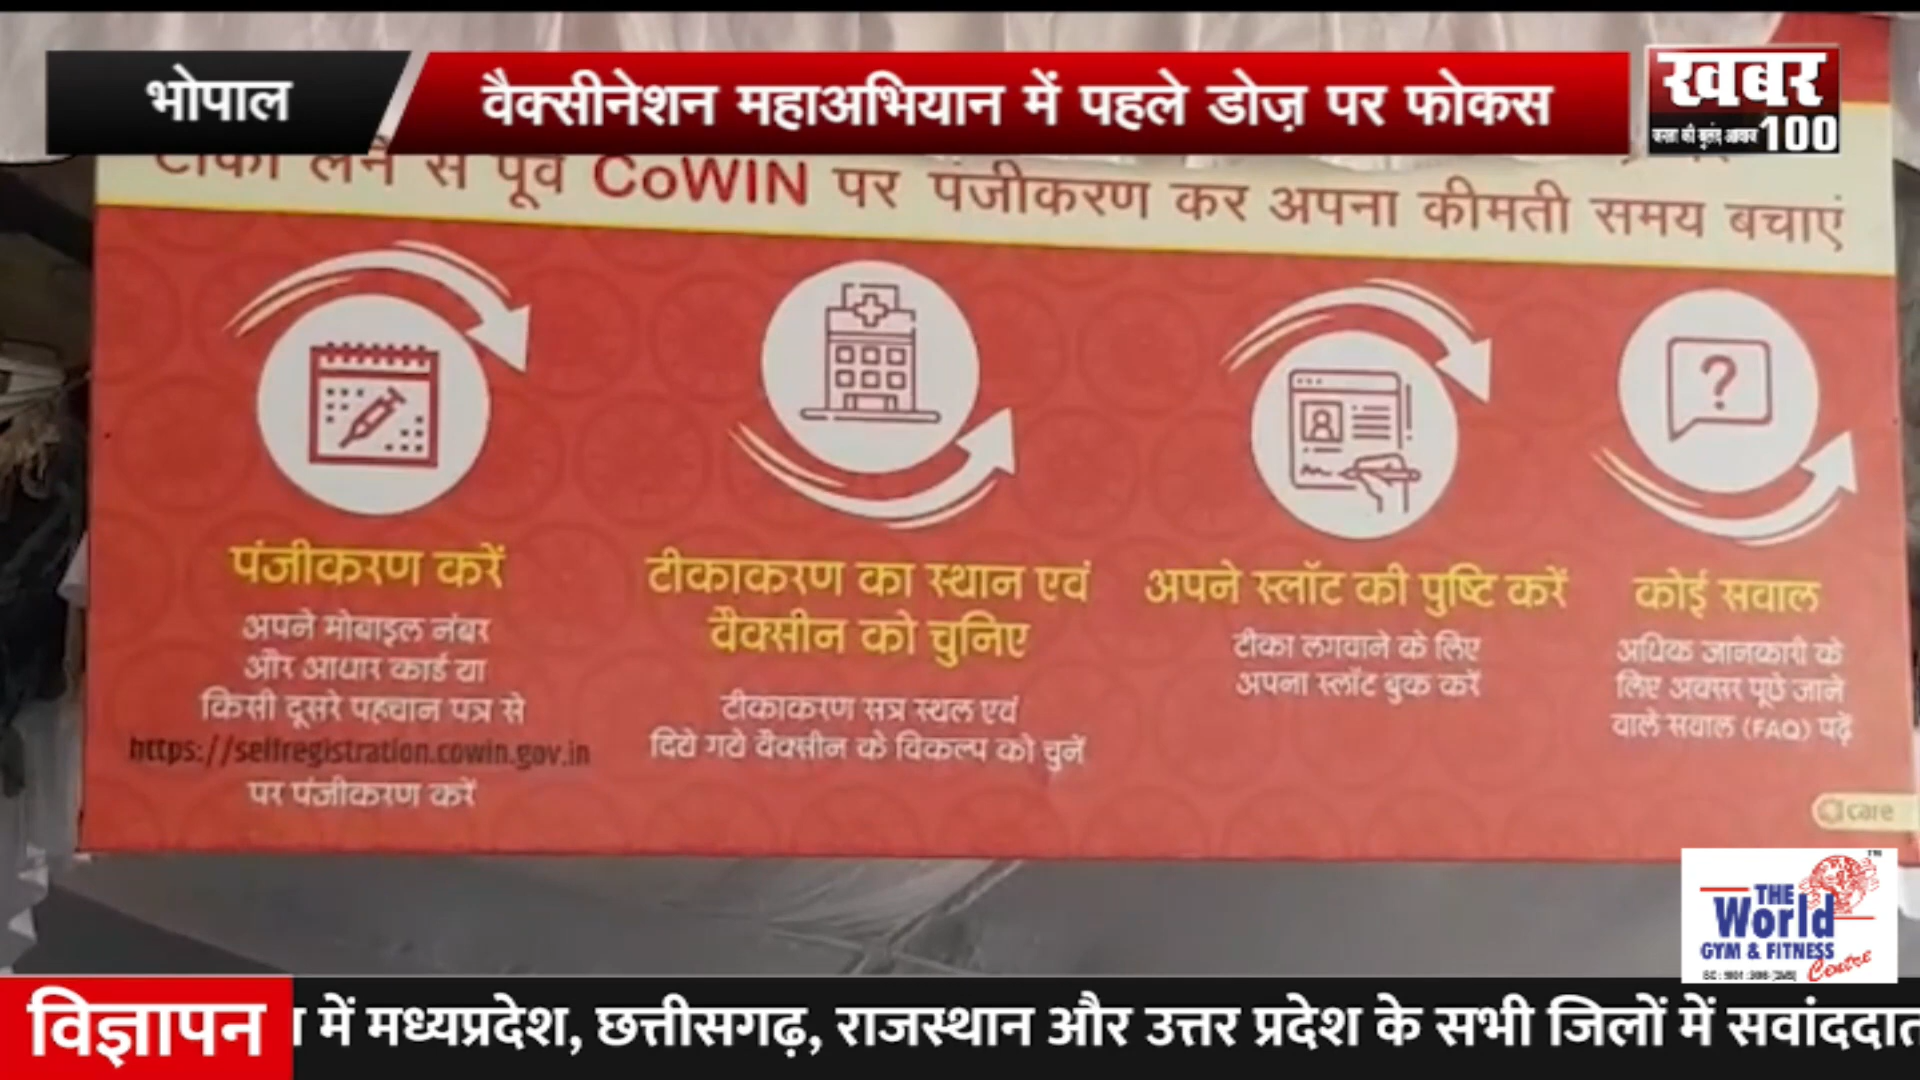 भोपाल
वैक्सीनेशन महाअभियान में पहले डोज़ पर फोकस
खबर
जनता की बुलंद आवाज 100
टीका लेने से पूर्व CoWIN पर पंजीकरण कर अपना कीमती समय बचाएं
पंजीकरण करें
अपने मोबाइल नंबर
और आधार कार्ड या
किसी दूसरे पहचान पत्र से
https://selfregistration.cowin.gov.in
पर पंजीकरण करें
टीकाकरण का स्थान एवं
वैक्सीन को चुनिए
टीकाकरण सत्र स्थल एवं
दिये गये वैक्सीन के विकल्प को चुनें
अपने स्लॉट की पुष्टि करें
टीका लगवाने के लिए
अपना स्लॉट बुक करें
कोई सवाल
अधिक जानकारी के
लिए अक्सर पूछे जाने
वाले सवाल (FAQ) पढ़ें
care
THE
World
GYM & FITNESS
Centre
विज्ञापन
में मध्यप्रदेश, छत्तीसगढ़, राजस्थान और उत्तर प्रदेश के सभी जिलों में सवांददात